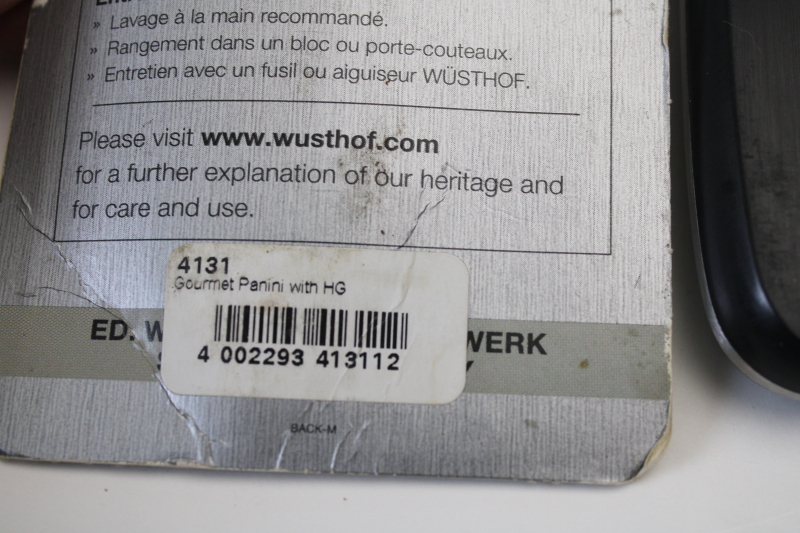 » Lavage à la main recommandé.
» Rangement dans un bloc ou porte-couteaux.
» Entretien avec un fusil ou aiguiseur WÜSTHOF.
Please visit www.wusthof.com
for a further explanation of our heritage and
for care and use.
4131
Gourmet Panini with HG
ED. W WERK
4 002293 413112
BACK-M